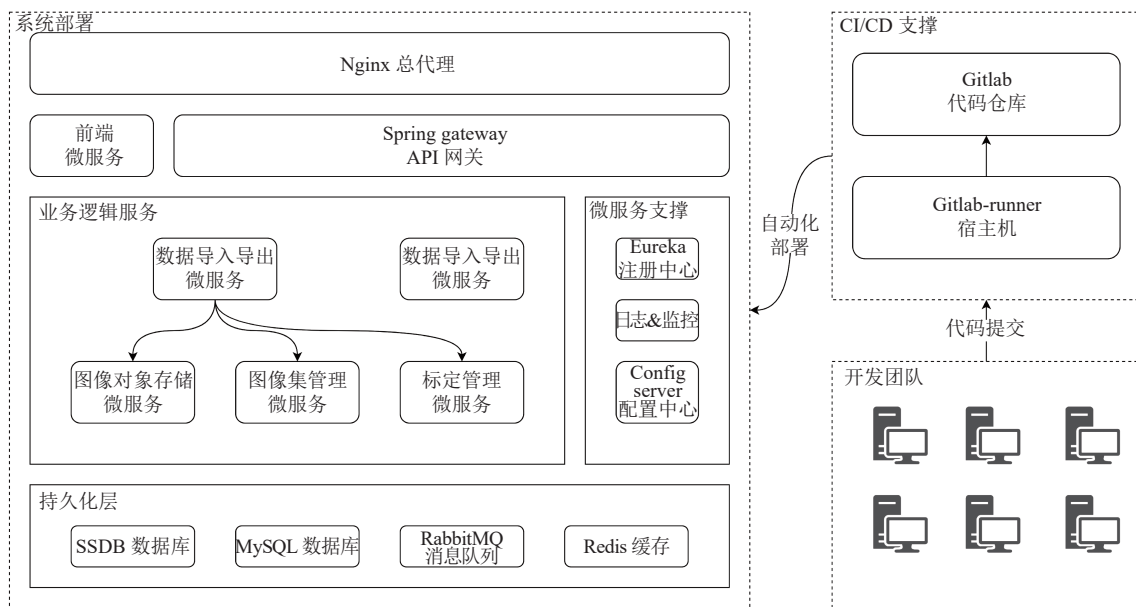 系统部署
Nginx 总代理
前端
微服务
Spring gateway
API 网关
业务逻辑服务
数据导入导出
微服务
数据导入导出
微服务
图像对象存储
微服务
图像集管理
微服务
标定管理
微服务
微服务支撑
Eureka
注册中心
日志&监控
Config
server
配置中心
持久化层
SSDB 数据库
MySQL 数据库
RabbitMQ
消息队列
Redis 缓存
自动化
部署
CI/CD 支撑
Gitlab
代码仓库
Gitlab-runner
宿主机
代码提交
开发团队